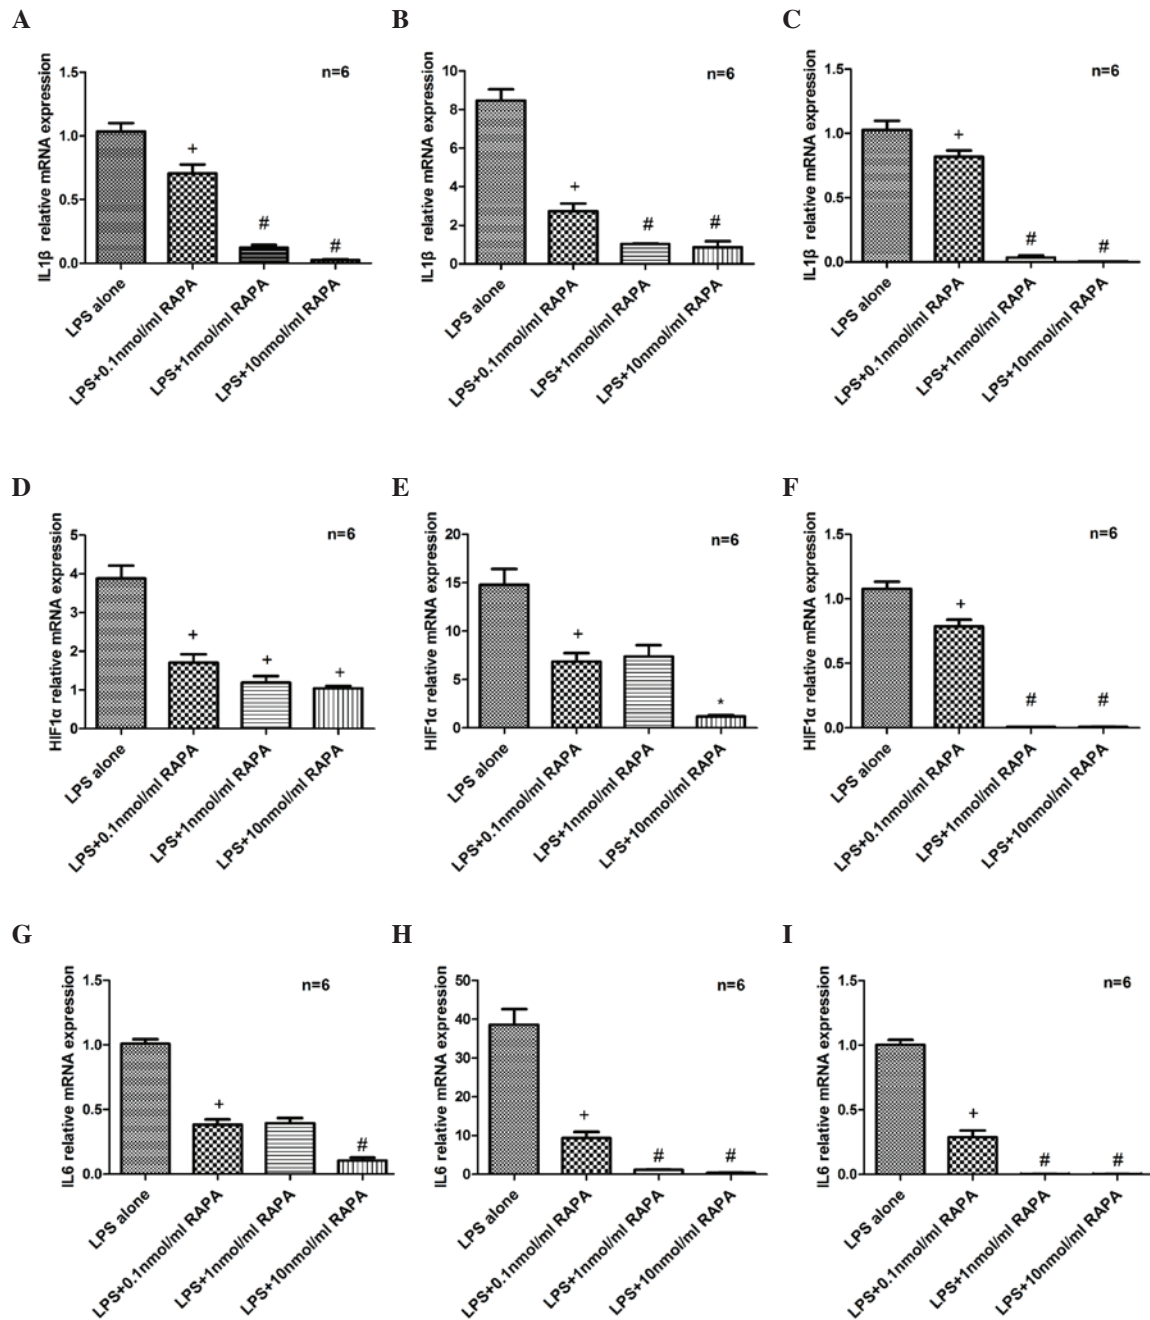 A
B
C
IL1β relative mRNA expression
1.5
1.0
0.5
0.0
n=6
+
#
#
LPS alone
LPS+0.1nmol/ml RAPA
LPS+1nmol/ml RAPA
LPS+10nmol/ml RAPA
IL1β relative mRNA expression
10
8
6
4
2
0
n=6
+
#
#
LPS alone
LPS+0.1nmol/ml RAPA
LPS+1nmol/ml RAPA
LPS+10nmol/ml RAPA
IL1β relative mRNA expression
1.5
1.0
0.5
0.0
n=6
+
#
#
LPS alone
LPS+0.1nmol/ml RAPA
LPS+1nmol/ml RAPA
LPS+10nmol/ml RAPA
D
E
F
HIF1α relative mRNA expression
5
4
3
2
1
0
n=6
+
+
+
LPS alone
LPS+0.1nmol/ml RAPA
LPS+1nmol/ml RAPA
LPS+10nmol/ml RAPA
HIF1α relative mRNA expression
20
15
10
5
0
n=6
+
*
LPS alone
LPS+0.1nmol/ml RAPA
LPS+1nmol/ml RAPA
LPS+10nmol/ml RAPA
HIF1α relative mRNA expression
1.5
1.0
0.5
0.0
n=6
+
#
#
LPS alone
LPS+0.1nmol/ml RAPA
LPS+1nmol/ml RAPA
LPS+10nmol/ml RAPA
G
H
I
IL6 relative mRNA expression
1.5
1.0
0.5
0.0
n=6
+
#
LPS alone
LPS+0.1nmol/ml RAPA
LPS+1nmol/ml RAPA
LPS+10nmol/ml RAPA
IL6 relative mRNA expression
50
40
30
20
10
0
n=6
+
#
#
LPS alone
LPS+0.1nmol/ml RAPA
LPS+1nmol/ml RAPA
LPS+10nmol/ml RAPA
IL6 relative mRNA expression
1.5
1.0
0.5
0.0
n=6
+
#
#
LPS alone
LPS+0.1nmol/ml RAPA
LPS+1nmol/ml RAPA
LPS+10nmol/ml RAPA